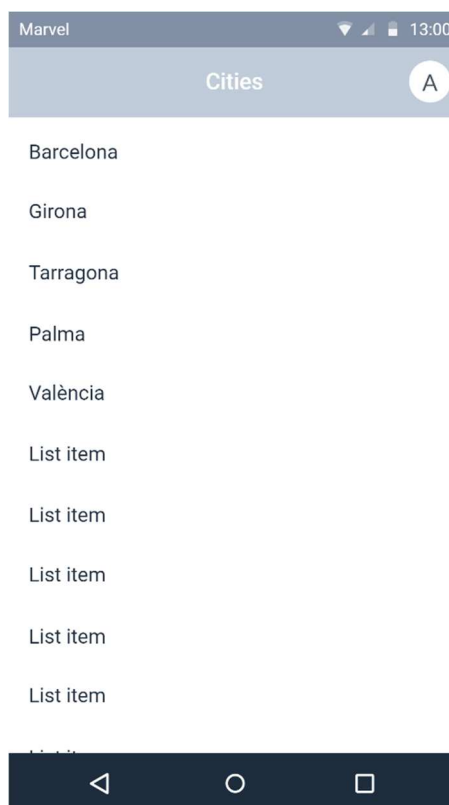 Marvel 13:00
Cities A
Barcelona
Girona
Tarragona
Palma
València
List item
List item
List item
List item
List item